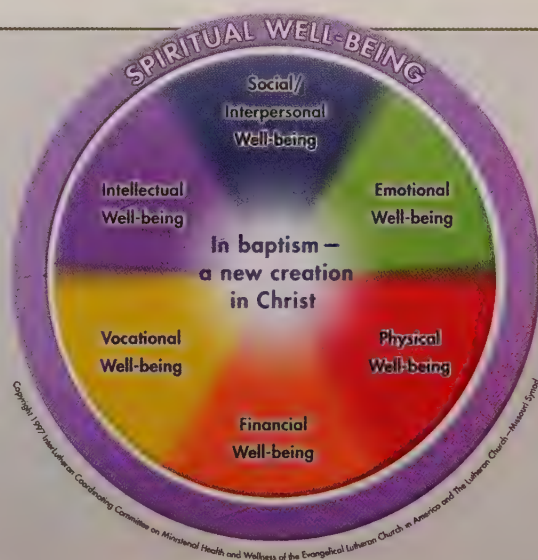 SPIRITUAL WELL-BEING
Social/
Interpersonal
Well-being
Intellectual
Well-being
Emotional
Well-being
In baptism –
a new creation
in Christ
Vocational
Well-being
Physical
Well-being
Financial
Well-being
Copyright 1997 InterLutheran Coordinating Committee on Ministerial Health and Wellness of the Evangelical Lutheran Church in America and The Lutheran Church–Missouri Synod